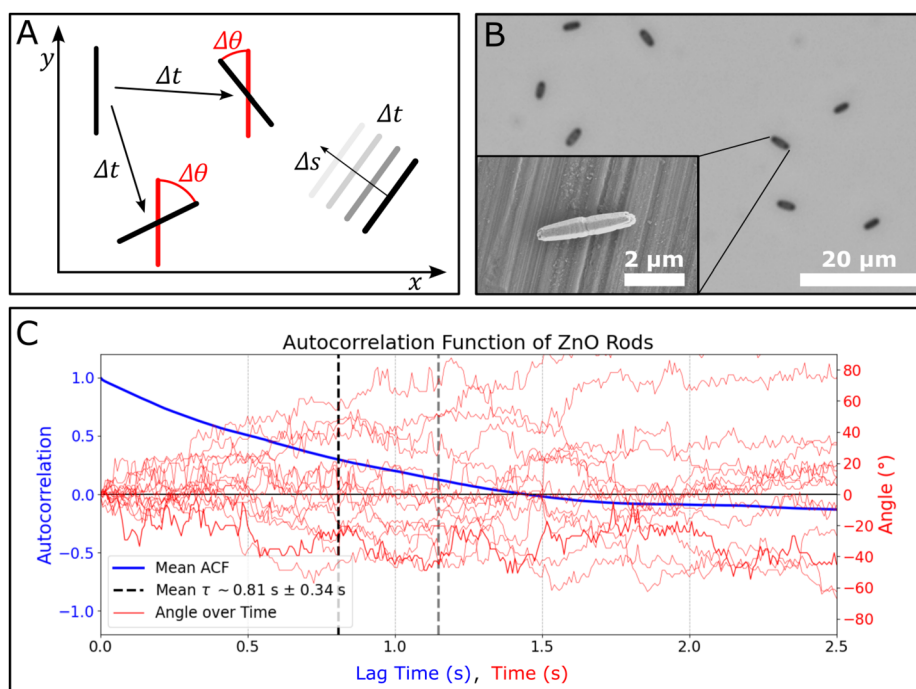 A
y
Δθ
Δt
Δt
Δs
Δt
Δθ
x
B
2 μm
20 μm
C
Autocorrelation Function of ZnO Rods
Autocorrelation
1.0
0.5
0.0
−0.5
−1.0
Mean ACF
Mean τ ~0.81 s ± 0.34 s
Angle over Time
80
60
40
20
0
−20
−40
−60
−80
Angle (°)
0.0 0.5 1.0 1.5 2.0 2.5
Lag Time (s), Time (s)